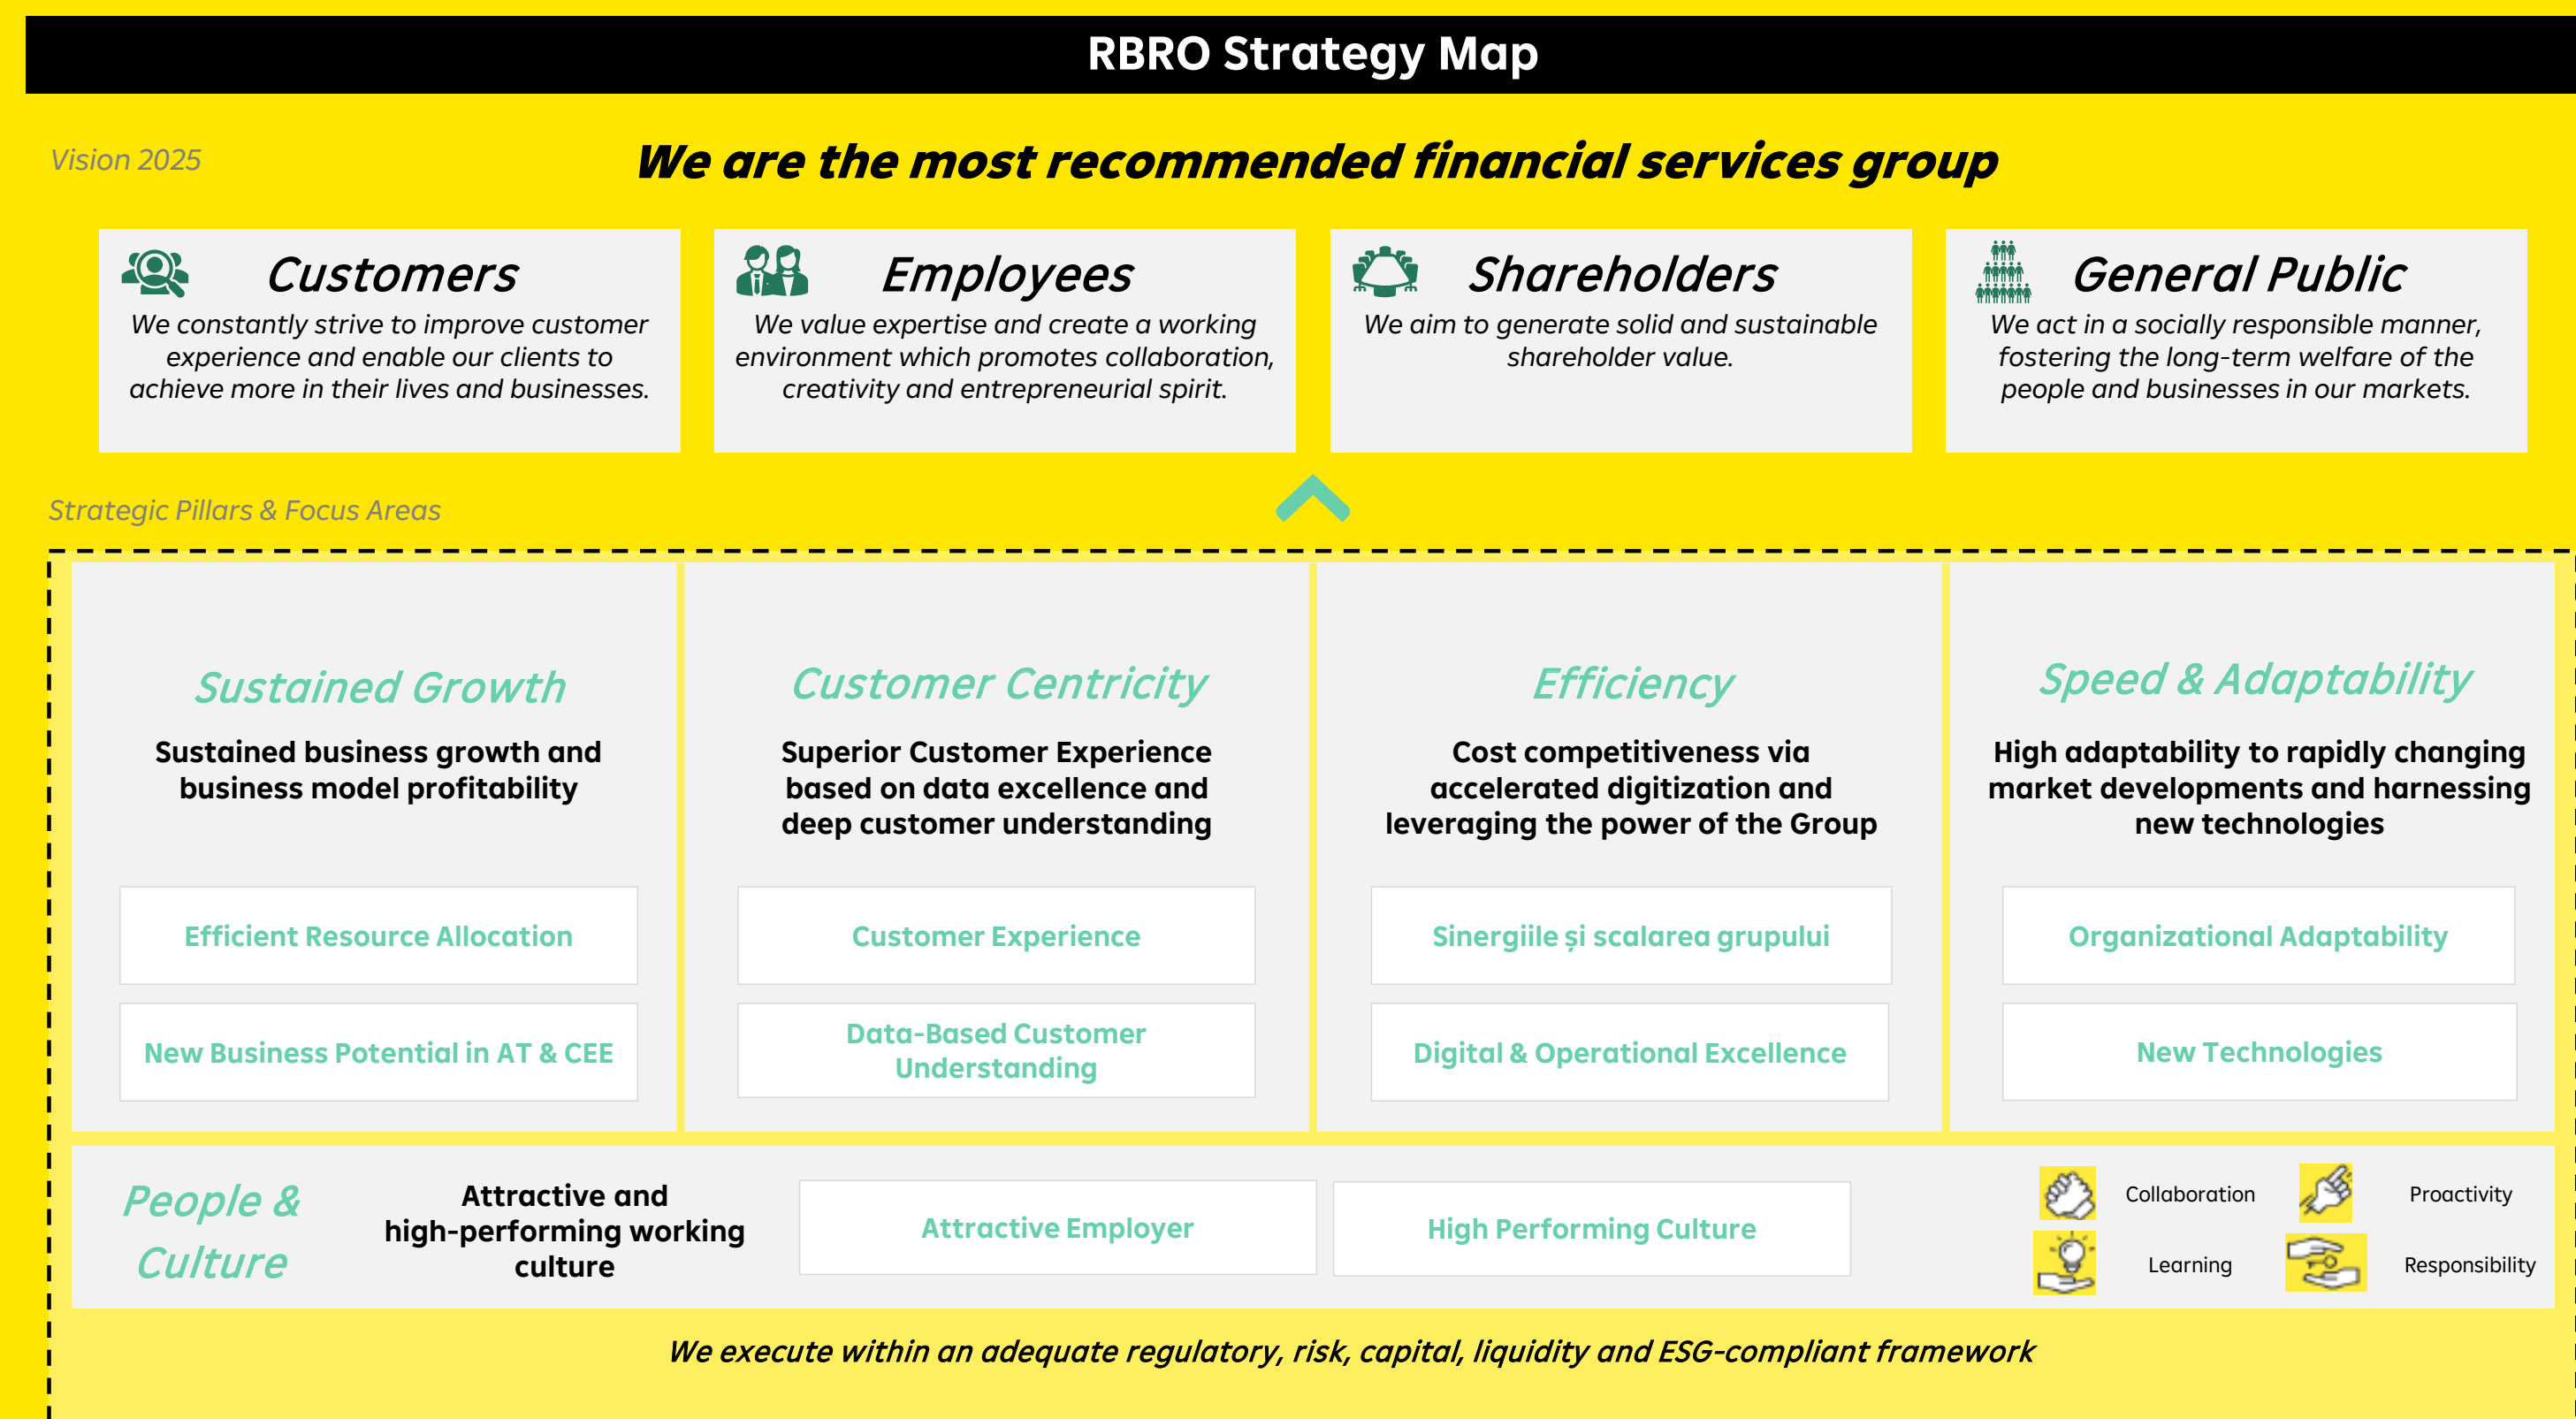 RBRO Strategy Map
Vision 2025
We are the most recommended financial services group
Customers
We constantly strive to improve customer
experience and enable our clients to
achieve more in their lives and businesses.
Employees
We value expertise and create a working
environment which promotes collaboration,
creativity and entrepreneurial spirit.
Shareholders
We aim to generate solid and sustainable
shareholder value.
General Public
We act in a socially responsible manner,
fostering the long-term welfare of the
people and businesses in our markets.
Strategic Pillars & Focus Areas
Sustained Growth
Sustained business growth and
business model profitability
Efficient Resource Allocation
New Business Potential in AT & CEE
Customer Centricity
Superior Customer Experience
based on data excellence and
deep customer understanding
Customer Experience
Data-Based Customer
Understanding
Efficiency
Cost competitiveness via
accelerated digitization and
leveraging the power of the Group
Sinergiile și scalarea grupului
Digital & Operational Excellence
Speed & Adaptability
High adaptability to rapidly changing
market developments and harnessing
new technologies
Organizational Adaptability
New Technologies
People &
Culture
Attractive and
high-performing working
culture
Attractive Employer
High Performing Culture
Collaboration
Proactivity
Learning
Responsibility
We execute within an adequate regulatory, risk, capital, liquidity and ESG-compliant framework